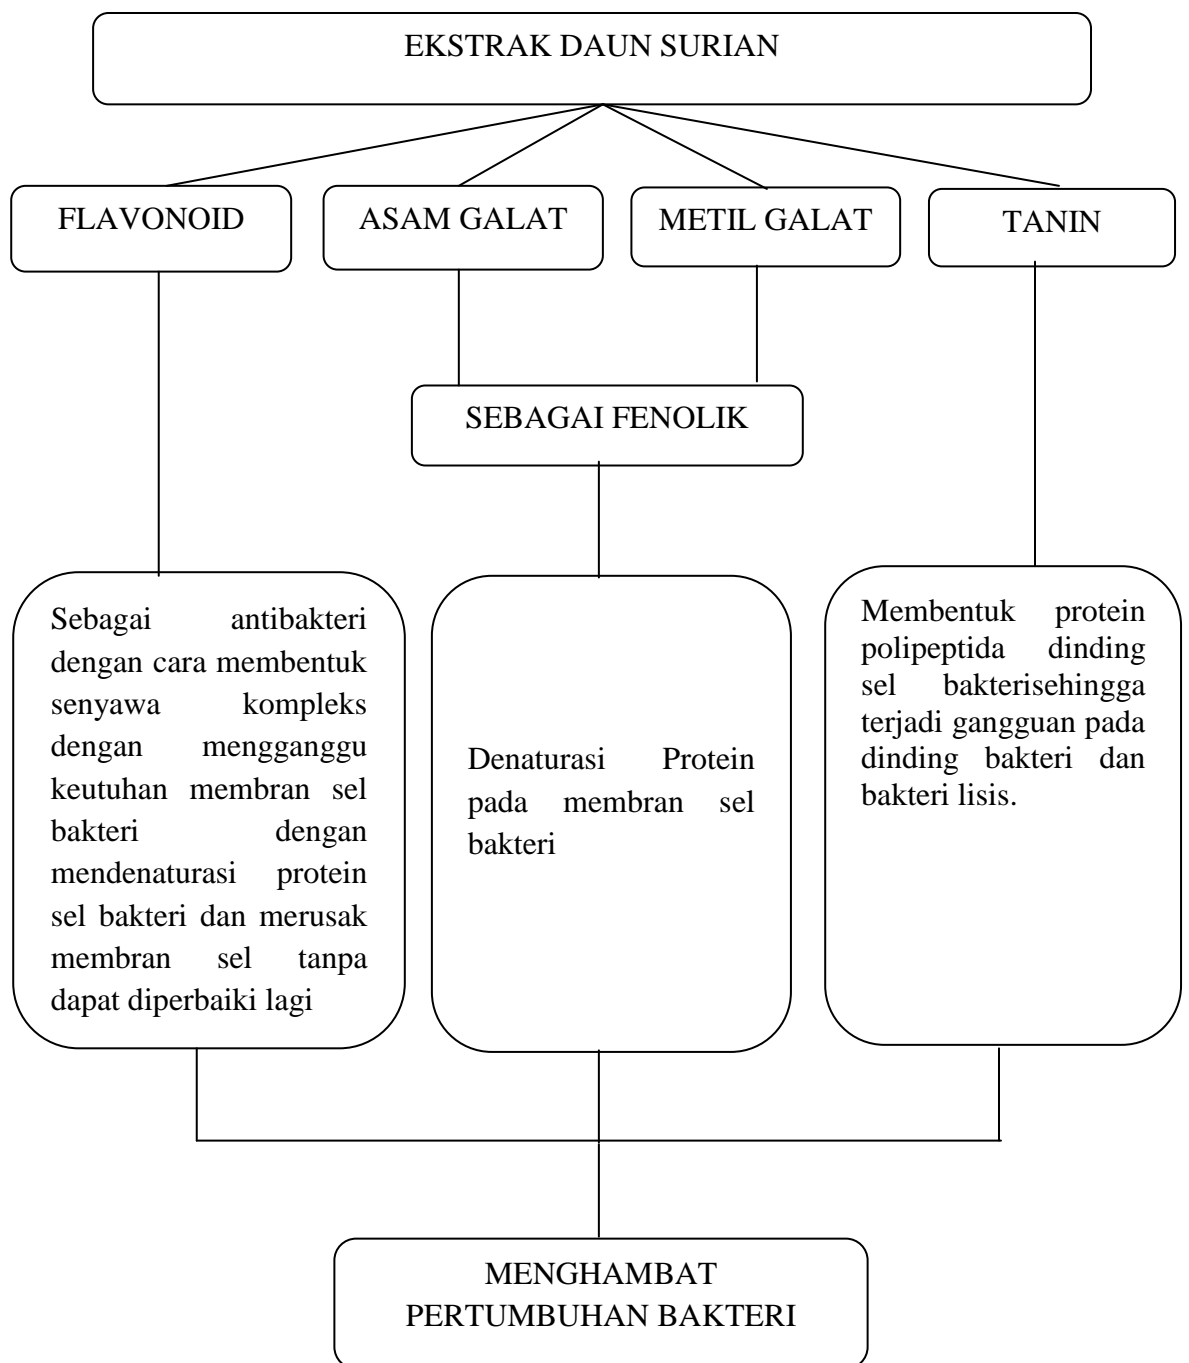 EKSTRAK DAUN SURIAN
FLAVONOID
ASAM GALAT
METIL GALAT
TANIN
SEBAGAI FENOLIK
Sebagai antibakteri
dengan cara membentuk
senyawa kompleks
dengan mengganggu
keutuhan membran sel
bakteri dengan
mendenaturasi protein
sel bakteri dan merusak
membran sel tanpa
dapat diperbaiki lagi
Denaturasi Protein
pada membran sel
bakteri
Membentuk protein
polipeptida dinding
sel bakterisehingga
terjadi gangguan pada
dinding bakteri dan
bakteri lisis.
MENGHAMBAT
PERTUMBUHAN BAKTERI